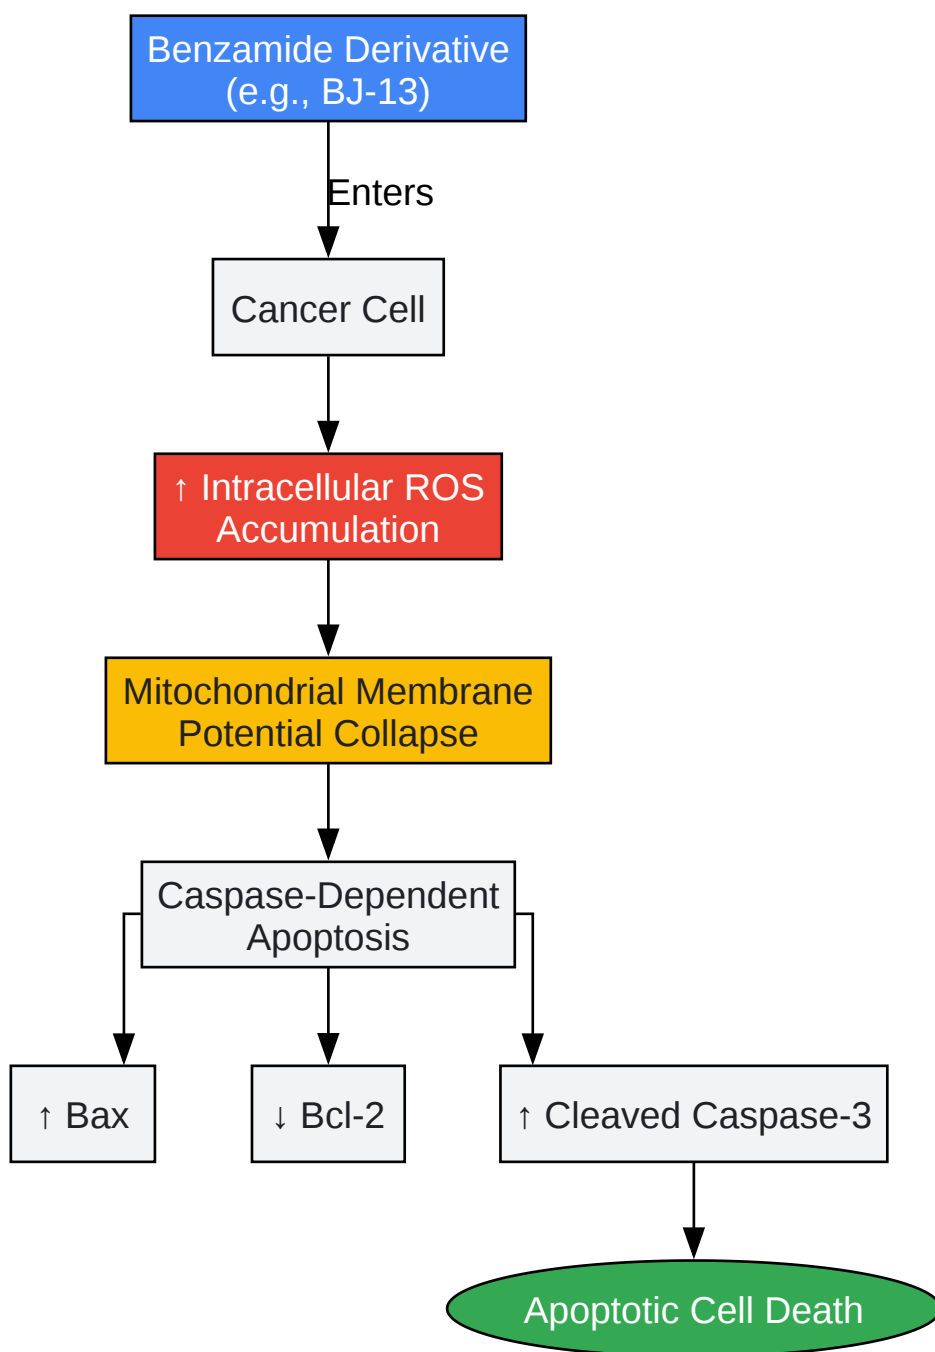 Benzamide Derivative
(e.g., BJ-13)
Enters
Cancer Cell
↑ Intracellular ROS
Accumulation
Mitochondrial Membrane
Potential Collapse
Caspase-Dependent
Apoptosis
↑ Bax
↓ Bcl-2
↑ Cleaved Caspase-3
Apoptotic Cell Death